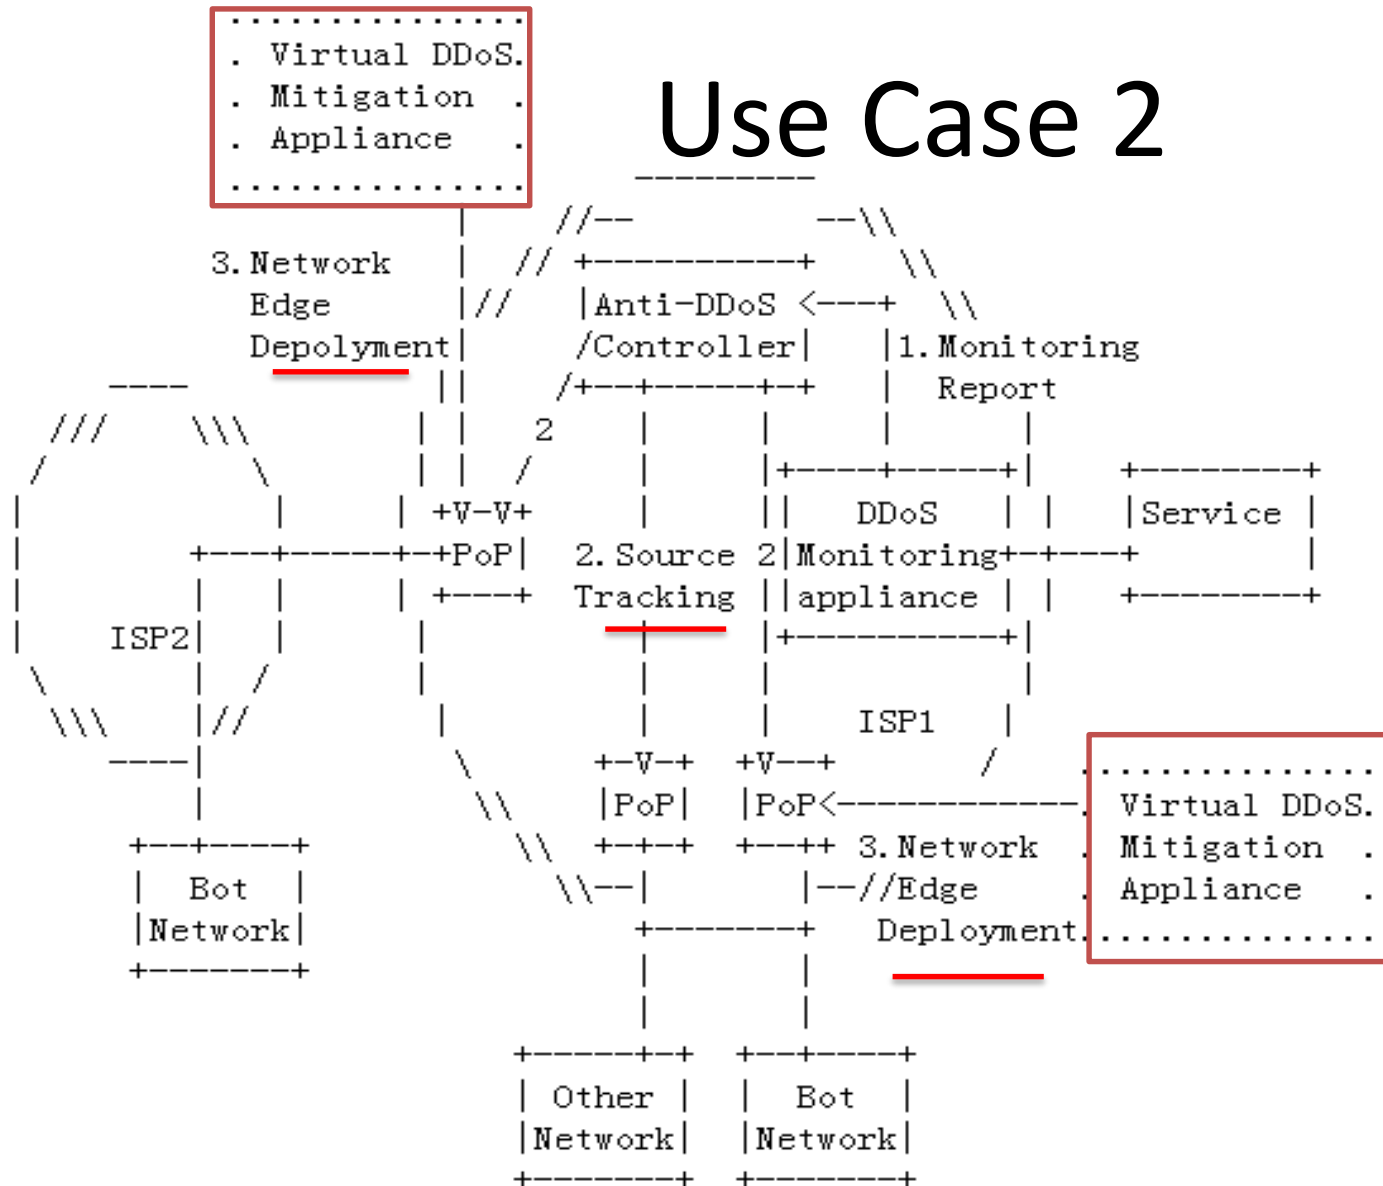 Use Case 2
Virtual DDoS
Mitigation
Appliance
3.Network
Edge
Depolyment
Anti-DDoS
Controller
1.Monitoring
Report
2
PoP
2.Source
Tracking
2
DDoS
Monitoring
appliance
Service
ISP2
ISP1
PoP
PoP
Virtual DDoS
Mitigation
Appliance
3.Network
Edge
Deployment
Bot
Network
Other
Network
Bot
Network